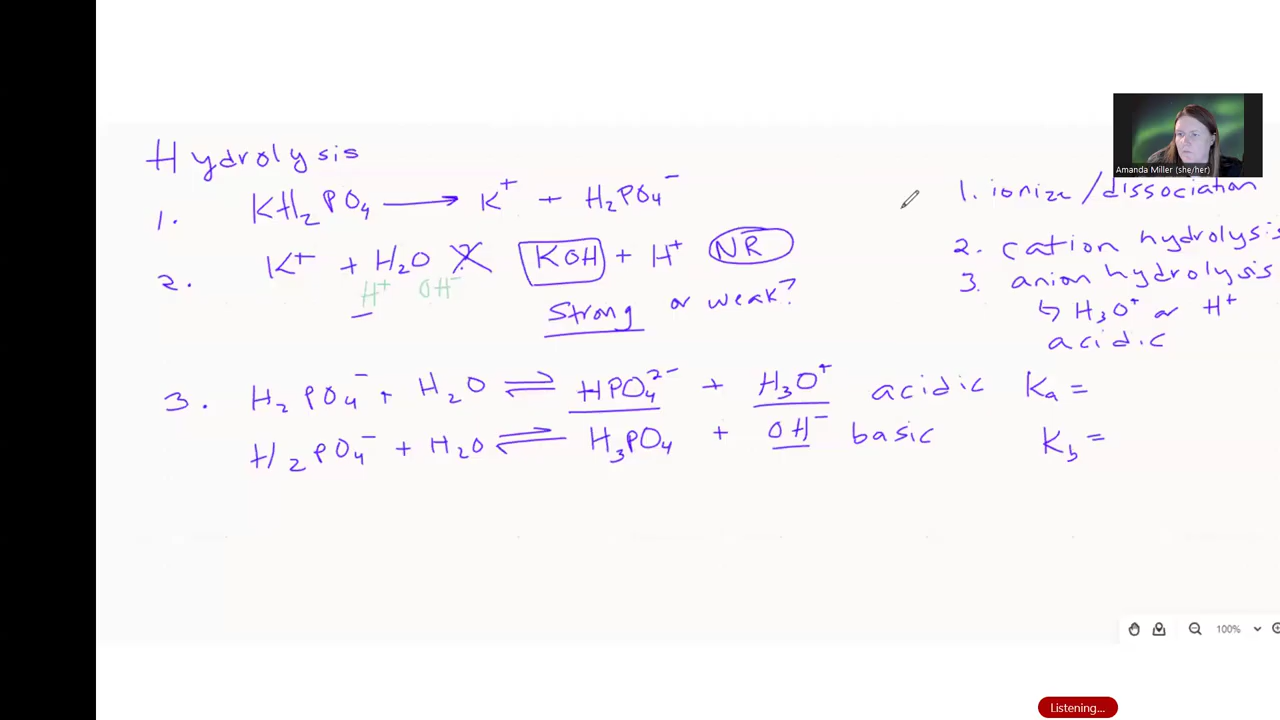 Hydrolysis
1. KH₂PO₄ ⟶ K⁺ + H₂PO₄⁻
2. K⁺ + H₂O KOH + H⁺ NR
H⁺ OH⁻
Strong or weak?
3. H₂PO₄⁻ + H₂O ⇌ HPO₄²⁻ + H₃O⁺ acidic Ka =
H₂PO₄⁻ + H₂O ⇌ H₃PO₄ + OH⁻ basic Kb =
Amanda Miller (she/her)
1. ionize/dissociation
2. cation hydrolysis
3. anion hydrolysis
↳ H₃O⁺ or H⁺
acidic
100%
Listening...